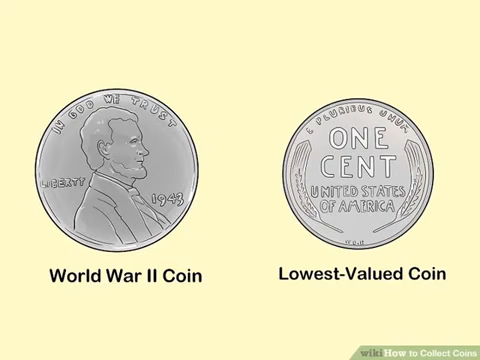 IN GOD WE TRUST
LIBERTY
1943
E PLURIBUS UNUM
ONE
CENT
UNITED STATES
OF AMERICA
World War II Coin
Lowest-Valued Coin
wikiHow to Collect Coins